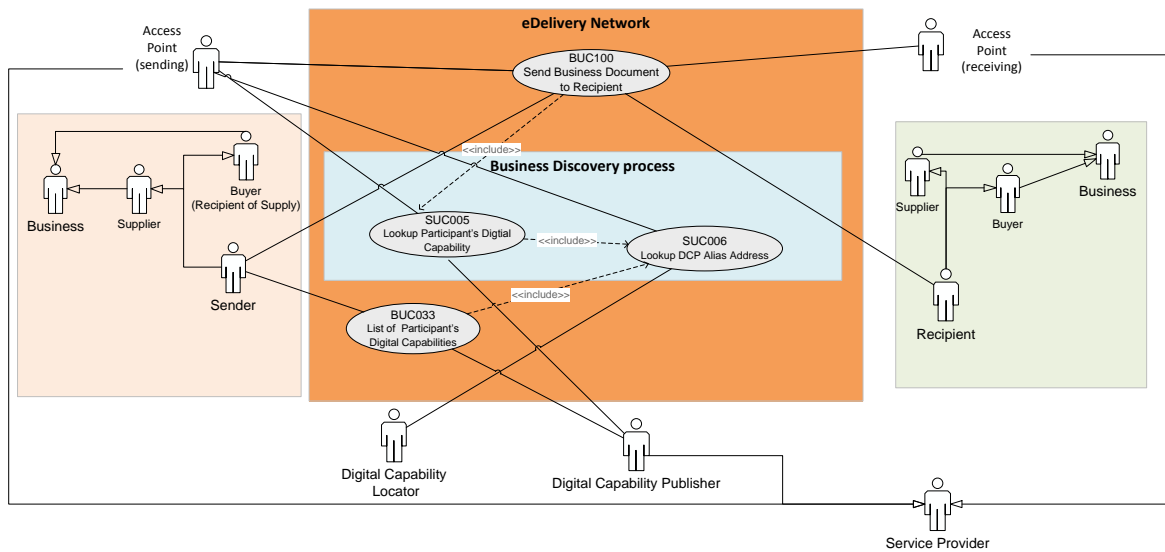 eDelivery Network
Access
Point
(sending)
Access
Point
(receiving)
BUC100
Send Business Document
to Recipient
<<include>>
Business Discovery process
Business
Supplier
Buyer
(Recipient of Supply)
Sender
SUC005
Lookup Participant's Digtial
Capability
<<include>>
SUC006
Lookup DCP Alias Address
<<include>>
BUC033
List of Participant's
Digital Capabilities
Supplier
Buyer
Business
Recipient
Digital Capability
Locator
Digital Capability Publisher
Service Provider